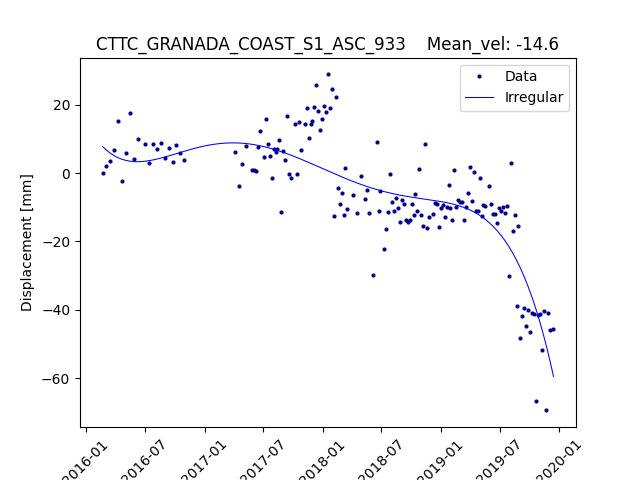 CTTC_GRANADA_COAST_S1_ASC_933    Mean_vel: -14.6
Data
Irregular
Displacement [mm]
20
0
−20
−40
−60
2016-01 2016-07 2017-01 2017-07 2018-01 2018-07 2019-01 2019-07 2020-01